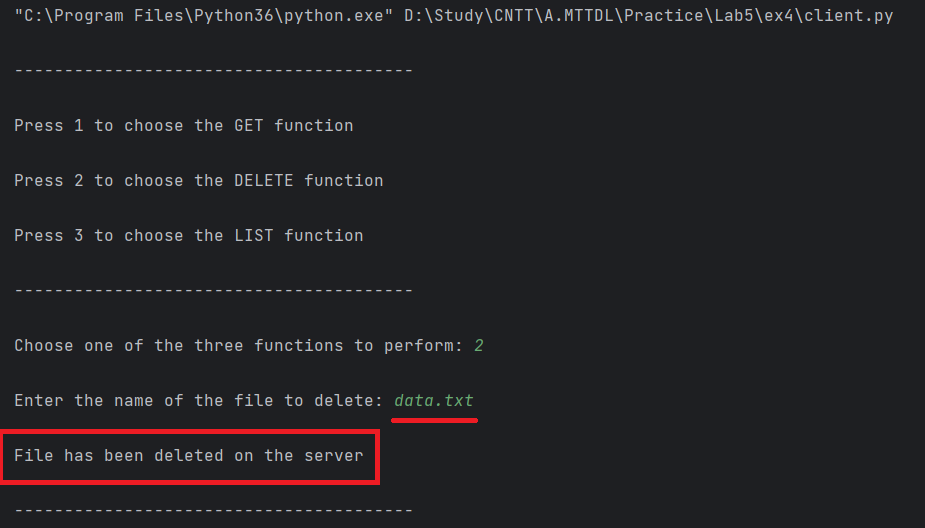 "C:\Program Files\Python36\python.exe" D:\Study\CNTT\A.MTTDL\Practice\Lab5\ex4\client.py
----------------------------------------
Press 1 to choose the GET function
Press 2 to choose the DELETE function
Press 3 to choose the LIST function
----------------------------------------
Choose one of the three functions to perform: 2
Enter the name of the file to delete: data.txt
File has been deleted on the server
----------------------------------------